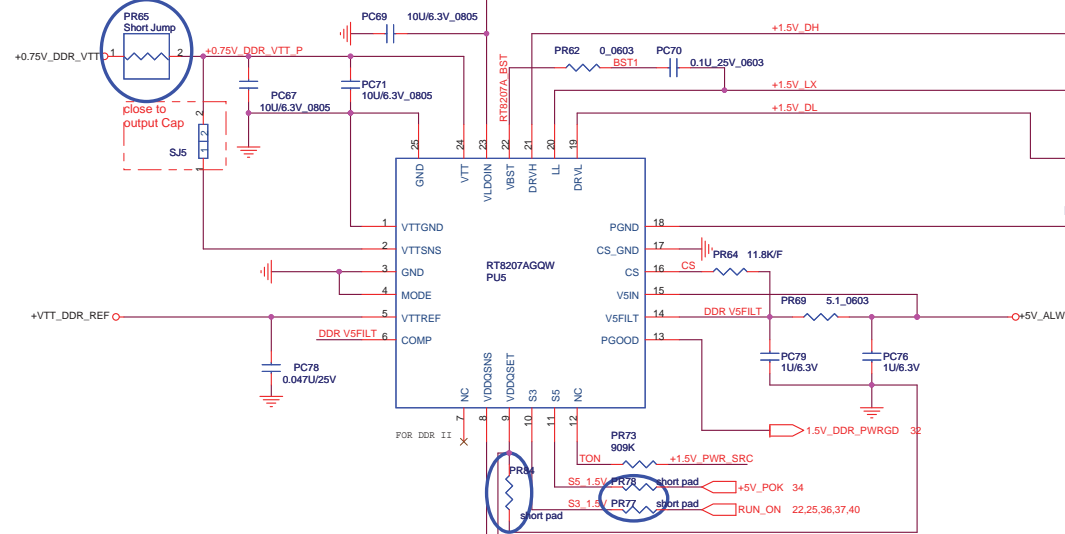 PR65
Short Jump
PC69
10U/6.3V_0805
+1.5V_DH
+0.75V_DDR_VTT
1
2
+0.75V_DDR_VTT_P
PR62
0_0603
BST1
PC70
0.1U_25V_0603
RT8207A_BST
PC67
10U/6.3V_0805
PC71
10U/6.3V_0805
+1.5V_LX
+1.5V_DL
close to
output Cap
2
SJ5
1 2
1
25
24
23
22
21
20
19
GND
VTT
VLDOIN
VBST
DRVH
LL
DRVL
1 VTTGND
2 VTTSNS
3 GND
4 MODE
5 VTTREF
6 COMP
RT8207AGQW
PU5
PGND 18
CS_GND 17
CS 16
V5IN 15
V5FILT 14
PGOOD 13
CS
PR64 11.8K/F
PR69 5.1_0603
DDR V5FILT
+5V_ALW
+VTT_DDR_REF
DDR V5FILT
PC78
0.047U/25V
PC79
1U/6.3V
PC76
1U/6.3V
NC
VDDQSNS
VDDQSET
S3
S5
NC
7
8
9
10
11
12
FOR DDR II
PR73
909K
1.5V_DDR_PWRGD 32
TON
+1.5V_PWR_SRC
PR84
short pad
S5_1.5V
PR78
short pad
+5V_POK 34
S3_1.5V
PR77
short pad
RUN_ON 22,25,36,37,40